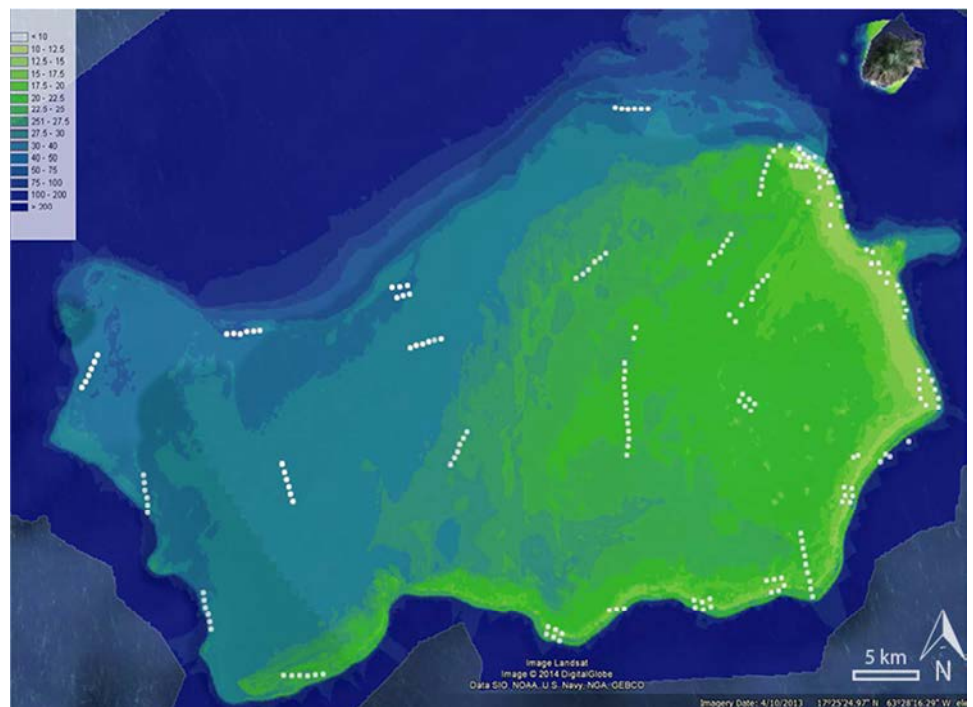 < 10
10 - 12.5
12.5 - 15
15 - 17.5
17.5 - 20
20 - 22.5
22.5 - 25
251 - 27.5
27.5 - 30
30 - 40
40 - 50
50 - 75
75 - 100
100 - 200
> 200
5 km
N
Image Landsat
Image © 2014 DigitalGlobe
Data SIO, NOAA, U.S. Navy, NGA, GEBCO
Imagery Date: 4/10/2013 17°25'24.97" N 63°28'16.29" W ele